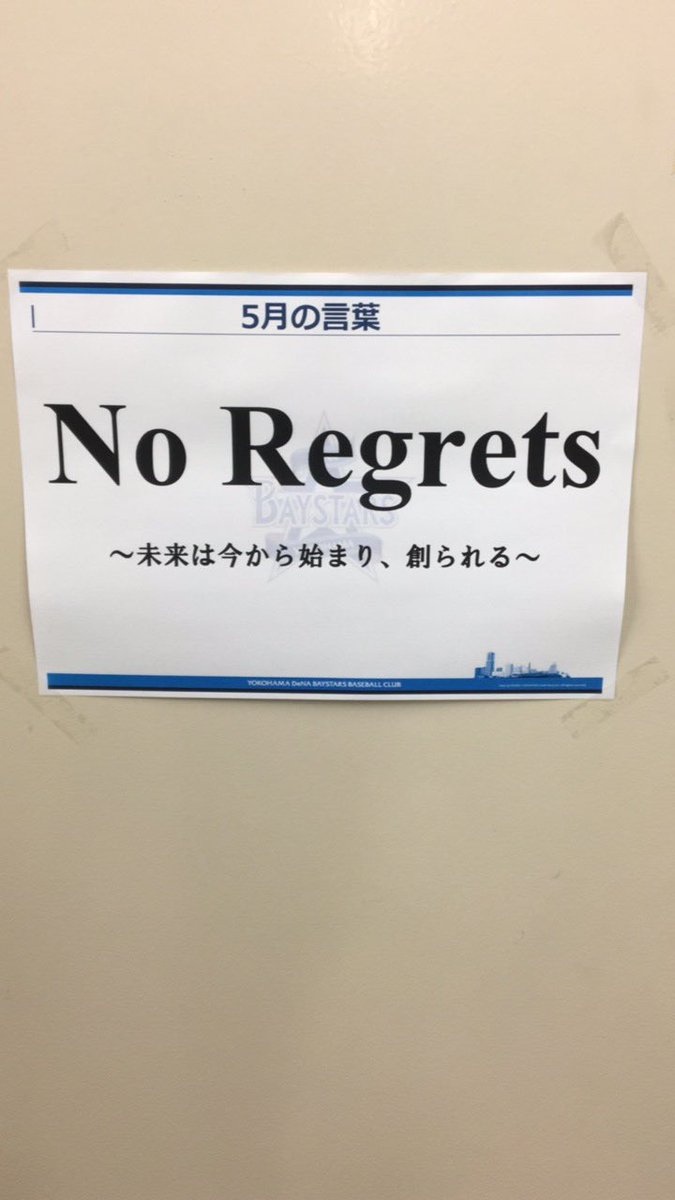 5月の言葉
No Regrets
BAYSTARS
～未来は今から始まり、創られる～
YOKOHAMA DeNA BAYSTARS BASEBALL CLUB